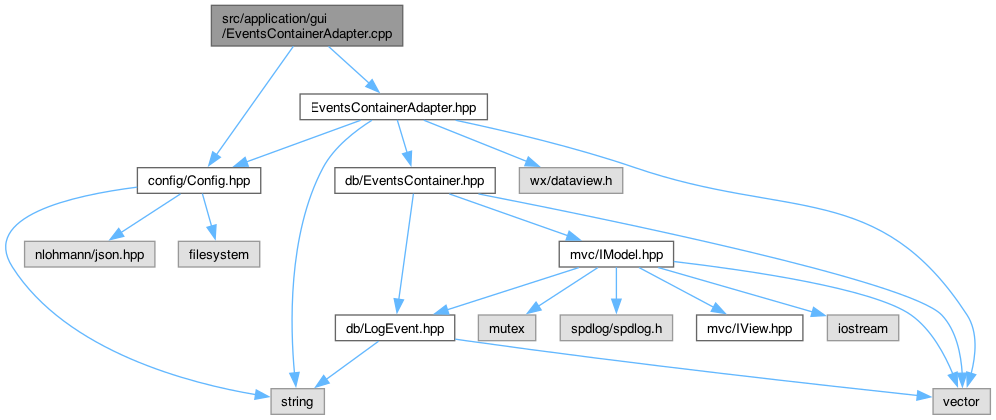 src/application/gui
/EventsContainerAdapter.cpp
EventsContainerAdapter.hpp
config/Config.hpp
db/EventsContainer.hpp
wx/dataview.h
nlohmann/json.hpp
filesystem
mvc/IModel.hpp
db/LogEvent.hpp
mutex
spdlog/spdlog.h
mvc/IView.hpp
iostream
string
vector